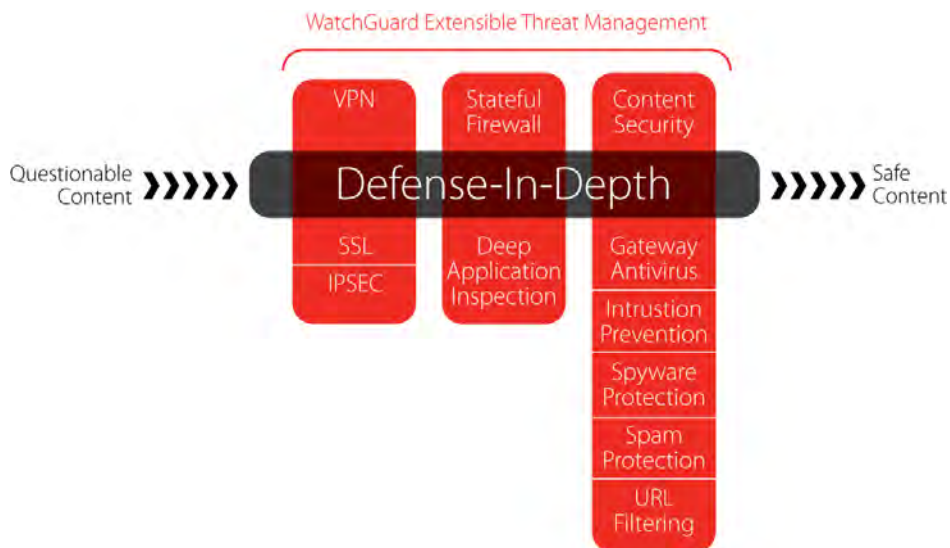 WatchGuard Extensible Threat Management
VPN
Stateful
Firewall
Content
Security
Questionable
Content
Defense-In-Depth
Safe
Content
SSL
IPSEC
Deep
Application
Inspection
Gateway
Antivirus
Intrustion
Prevention
Spyware
Protection
Spam
Protection
URL
Filtering